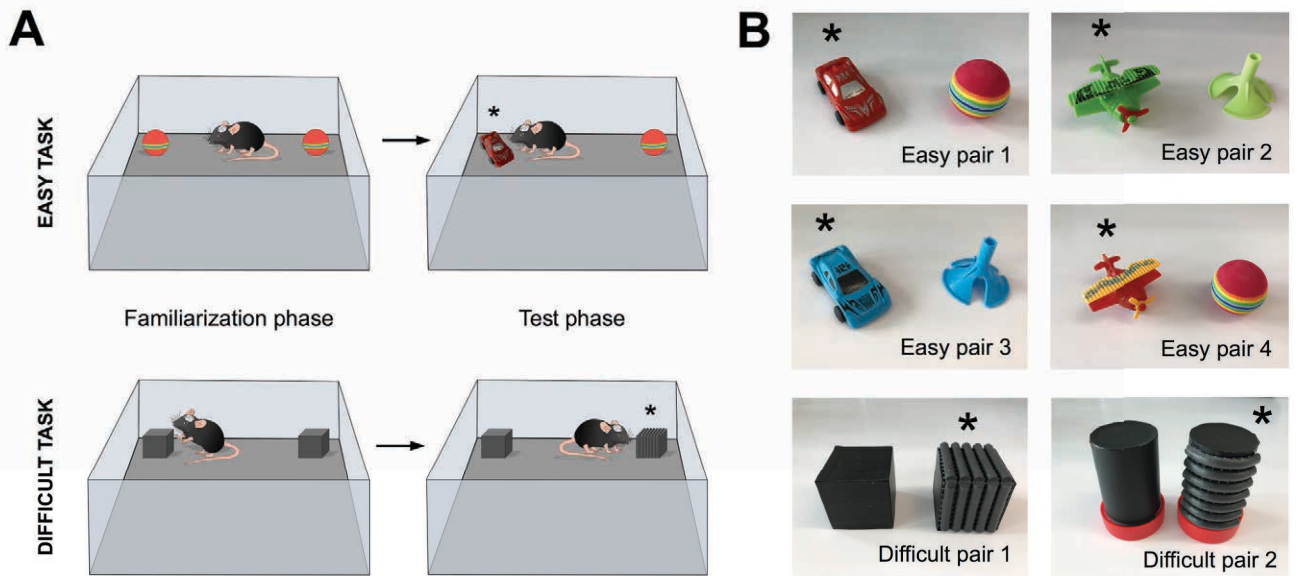 A
B
EASY TASK
*
*
Easy pair 1
*
Easy pair 2
Familiarization phase
Test phase
*
Easy pair 3
*
Easy pair 4
DIFFICULT TASK
*
*
Difficult pair 1
*
Difficult pair 2